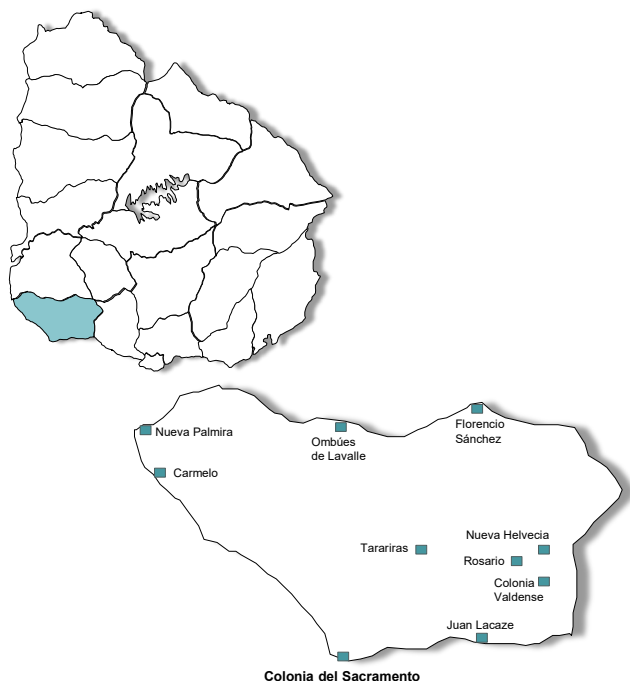 Florencio
Sánchez
Nueva Palmira
Ombúes
de Lavalle
Carmelo
Nueva Helvecia
Tarariras
Rosario
Colonia
Valdense
Juan Lacaze
Colonia del Sacramento